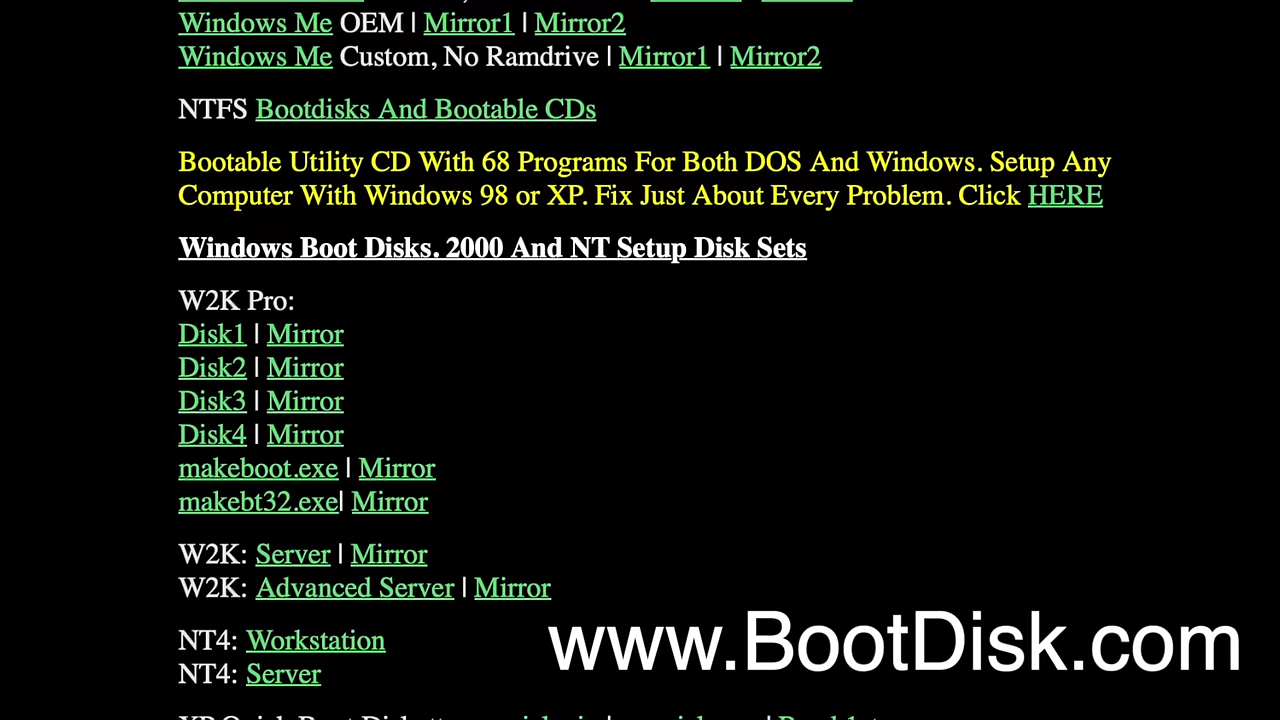 Windows Me OEM | Mirror1 | Mirror2
Windows Me Custom, No Ramdrive | Mirror1 | Mirror2
NTFS Bootdisks And Bootable CDs
Bootable Utility CD With 68 Programs For Both DOS And Windows. Setup Any
Computer With Windows 98 or XP. Fix Just About Every Problem. Click HERE
Windows Boot Disks. 2000 And NT Setup Disk Sets
W2K Pro:
Disk1 | Mirror
Disk2 | Mirror
Disk3 | Mirror
Disk4 | Mirror
makeboot.exe | Mirror
makebt32.exe| Mirror
W2K: Server | Mirror
W2K: Advanced Server | Mirror
NT4: Workstation
NT4: Server
www.BootDisk.com
XP Quick Boot